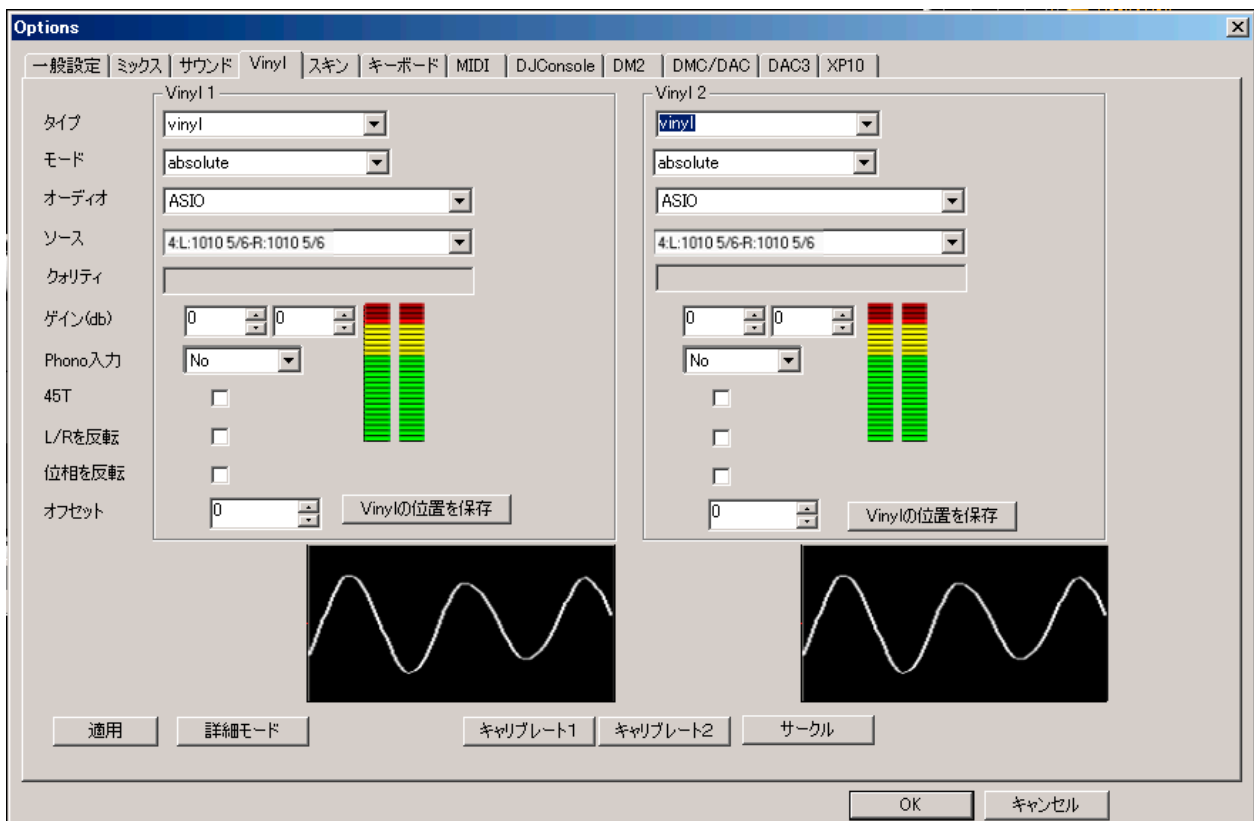 Options
一般設定 ミックス サウンド Vinyl スキン キーボード MIDI DJConsole DM2 DMC/DAC DAC3 XP10
Vinyl 1 Vinyl 2
タイプ vinyl vinyl
モード absolute absolute
オーディオ ASIO ASIO
ソース 4:L:1010 5/6-R:1010 5/6 4:L:1010 5/6-R:1010 5/6
クォリティ
ゲイン(db) 0 0 0 0
Phono入力 No No
45T
L/Rを反転
位相を反転
オフセット 0 Vinylの位置を保存 0 Vinylの位置を保存
適用 詳細モード キャリブレート1 キャリブレート2 サークル
OK キャンセル